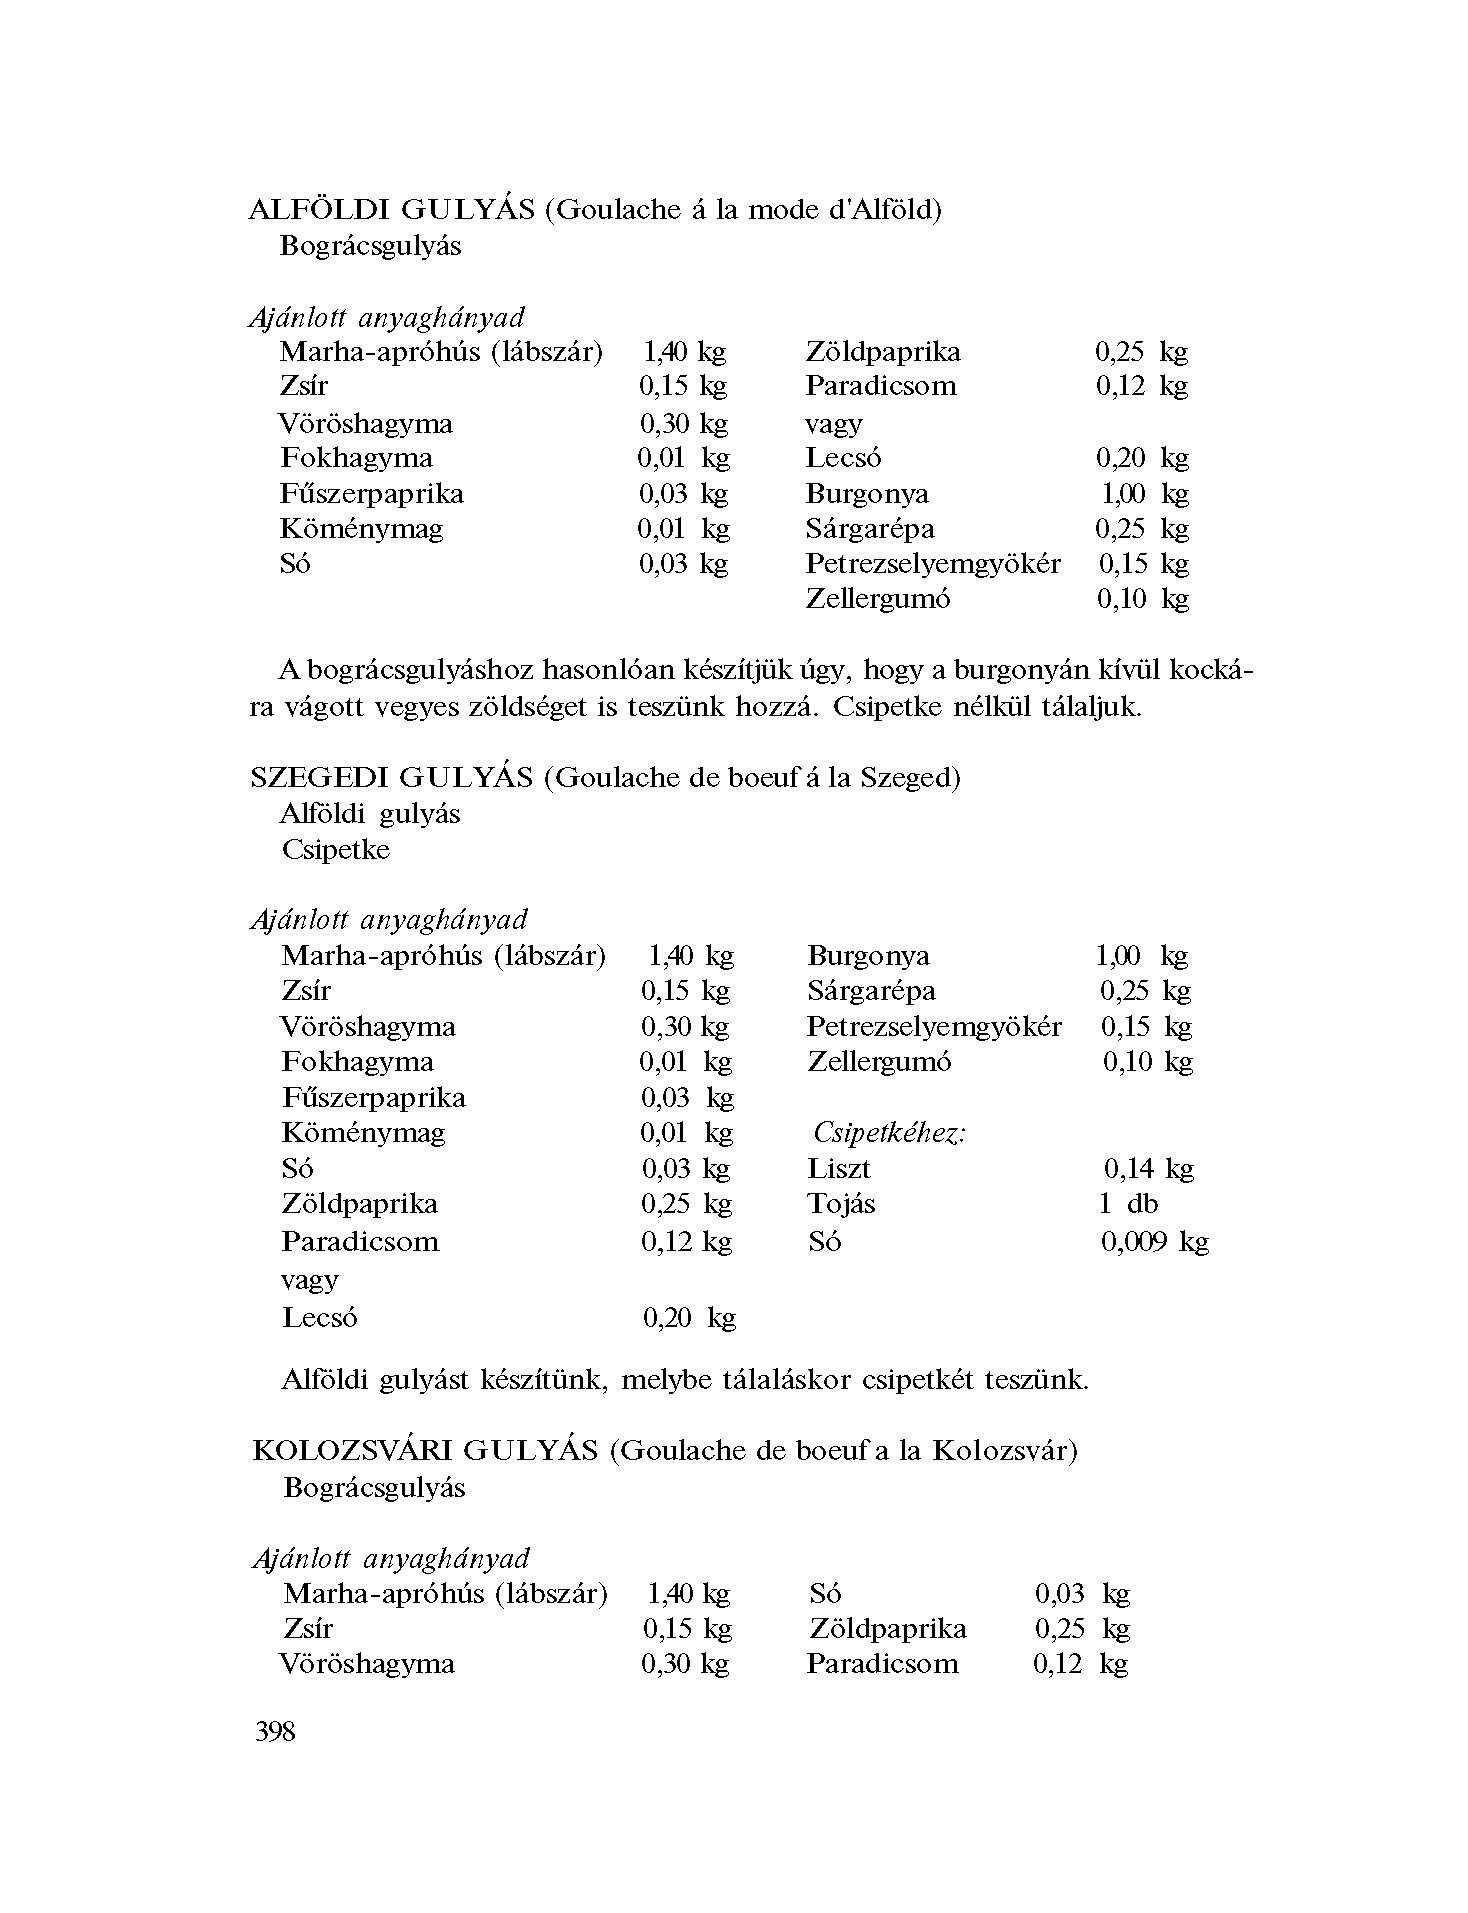 ALFÖLDI GULYÁS (Goulache á la mode d'Alföld)
Bográcsgulyás
Ajánlott anyaghányad
Marha-apróhús (lábszár) 1,40 kg Zöldpaprika 0,25 kg
Zsír 0,15 kg Paradicsom 0,12 kg
Vöröshagyma 0,30 kg vagy
Fokhagyma 0,01 kg Lecsó 0,20 kg
Fűszerpaprika 0,03 kg Burgonya 1,00 kg
Köménymag 0,01 kg Sárgarépa 0,25 kg
Só 0,03 kg Petrezselyemgyökér 0,15 kg
Zellergumó 0,10 kg
A bográcsgulyáshoz hasonlóan készítjük úgy, hogy a burgonyán kívül kocká-
ra vágott vegyes zöldséget is teszünk hozzá. Csipetke nélkül tálaljuk.
SZEGEDI GULYÁS (Goulache de boeuf á la Szeged)
Alföldi gulyás
Csipetke
Ajánlott anyaghányad
Marha-apróhús (lábszár) 1,40 kg Burgonya 1,00 kg
Zsír 0,15 kg Sárgarépa 0,25 kg
Vöröshagyma 0,30 kg Petrezselyemgyökér 0,15 kg
Fokhagyma 0,01 kg Zellergumó 0,10 kg
Fűszerpaprika 0,03 kg
Köménymag 0,01 kg Csipetkéhez:
Só 0,03 kg Liszt 0,14 kg
Zöldpaprika 0,25 kg Tojás 1 db
Paradicsom 0,12 kg Só 0,009 kg
vagy
Lecsó 0,20 kg
Alföldi gulyást készítünk, melybe tálaláskor csipetkét teszünk.
KOLOZSVÁRI GULYÁS (Goulache de boeuf a la Kolozsvár)
Bográcsgulyás
Ajánlott anyaghányad
Marha-apróhús (lábszár) 1,40 kg Só 0,03 kg
Zsír 0,15 kg Zöldpaprika 0,25 kg
Vöröshagyma 0,30 kg Paradicsom 0,12 kg
398